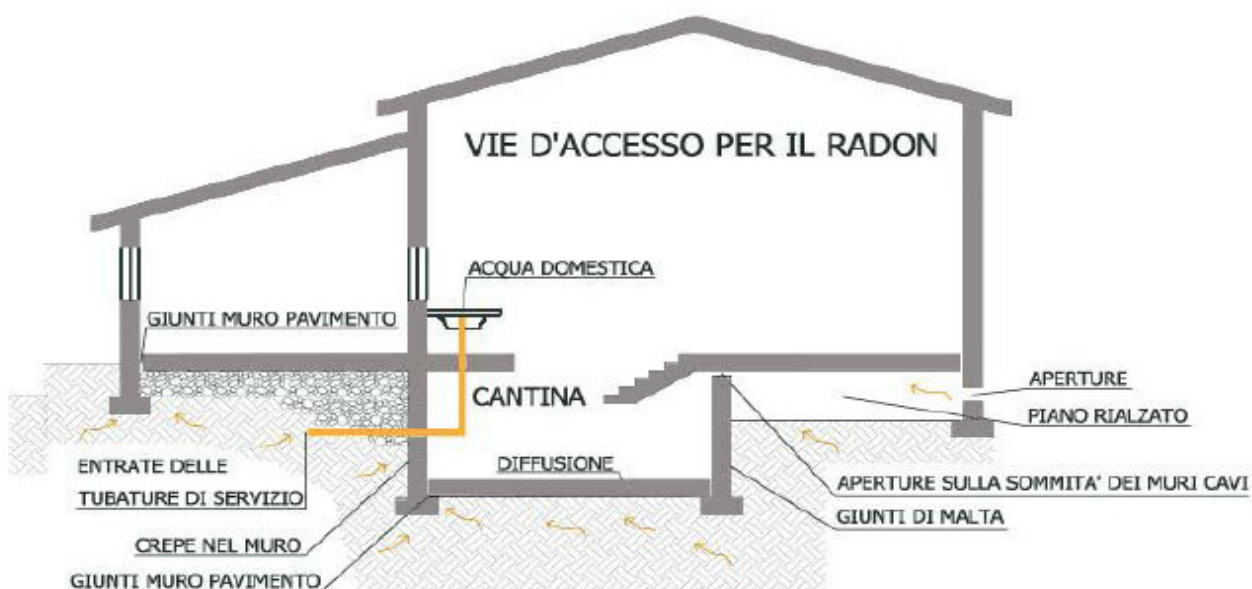 VIE D'ACCESSO PER IL RADON
ACQUA DOMESTICA
GIUNTI MURO PAVIMENTO
CANTINA
APERTURE
PIANO RIALZATO
ENTRATE DELLE
TUBATURE DI SERVIZIO
DIFFUSIONE
APERTURE SULLA SOMMITA' DEI MURI CAVI
GIUNTI DI MALTA
CREPE NEL MURO
GIUNTI MURO PAVIMENTO